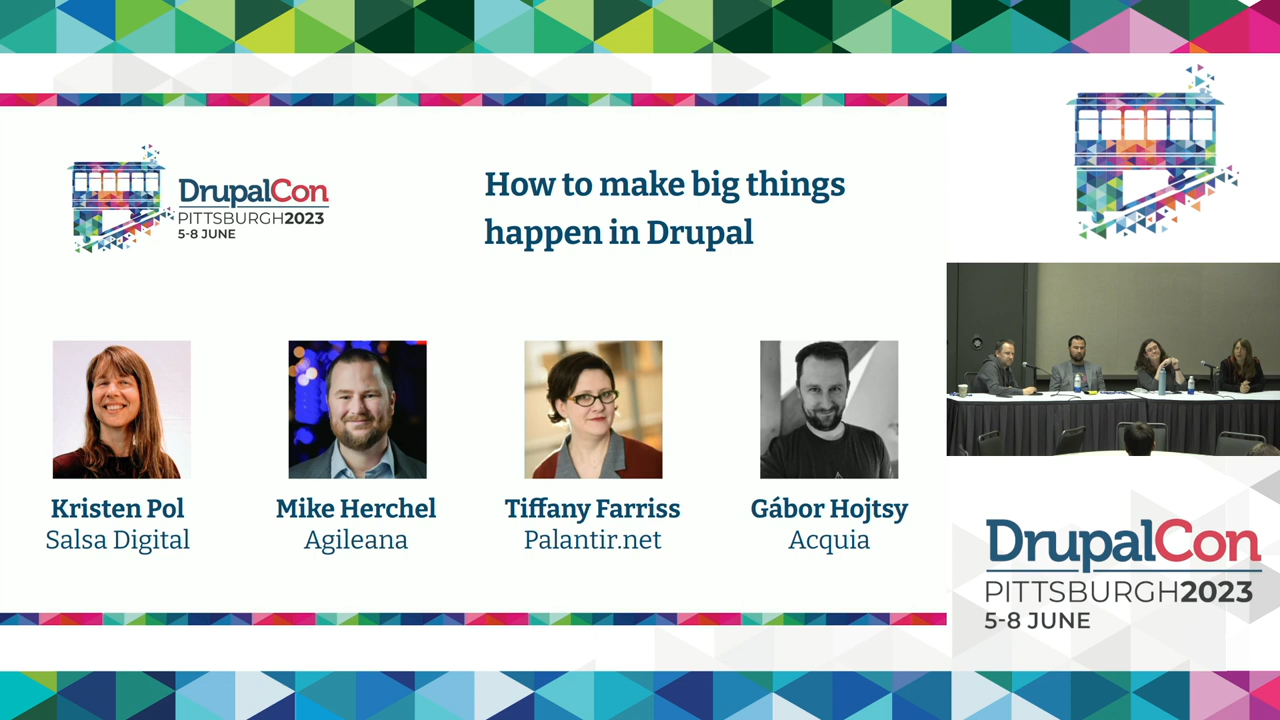 DrupalCon
PITTSBURGH2023
5-8 JUNE
How to make big things
happen in Drupal
Kristen Pol
Salsa Digital
Mike Herchel
Agileana
Tiffany Farriss
Palantir.net
Gábor Hojtsy
Acquia
DrupalCon
PITTSBURGH2023
5-8 JUNE